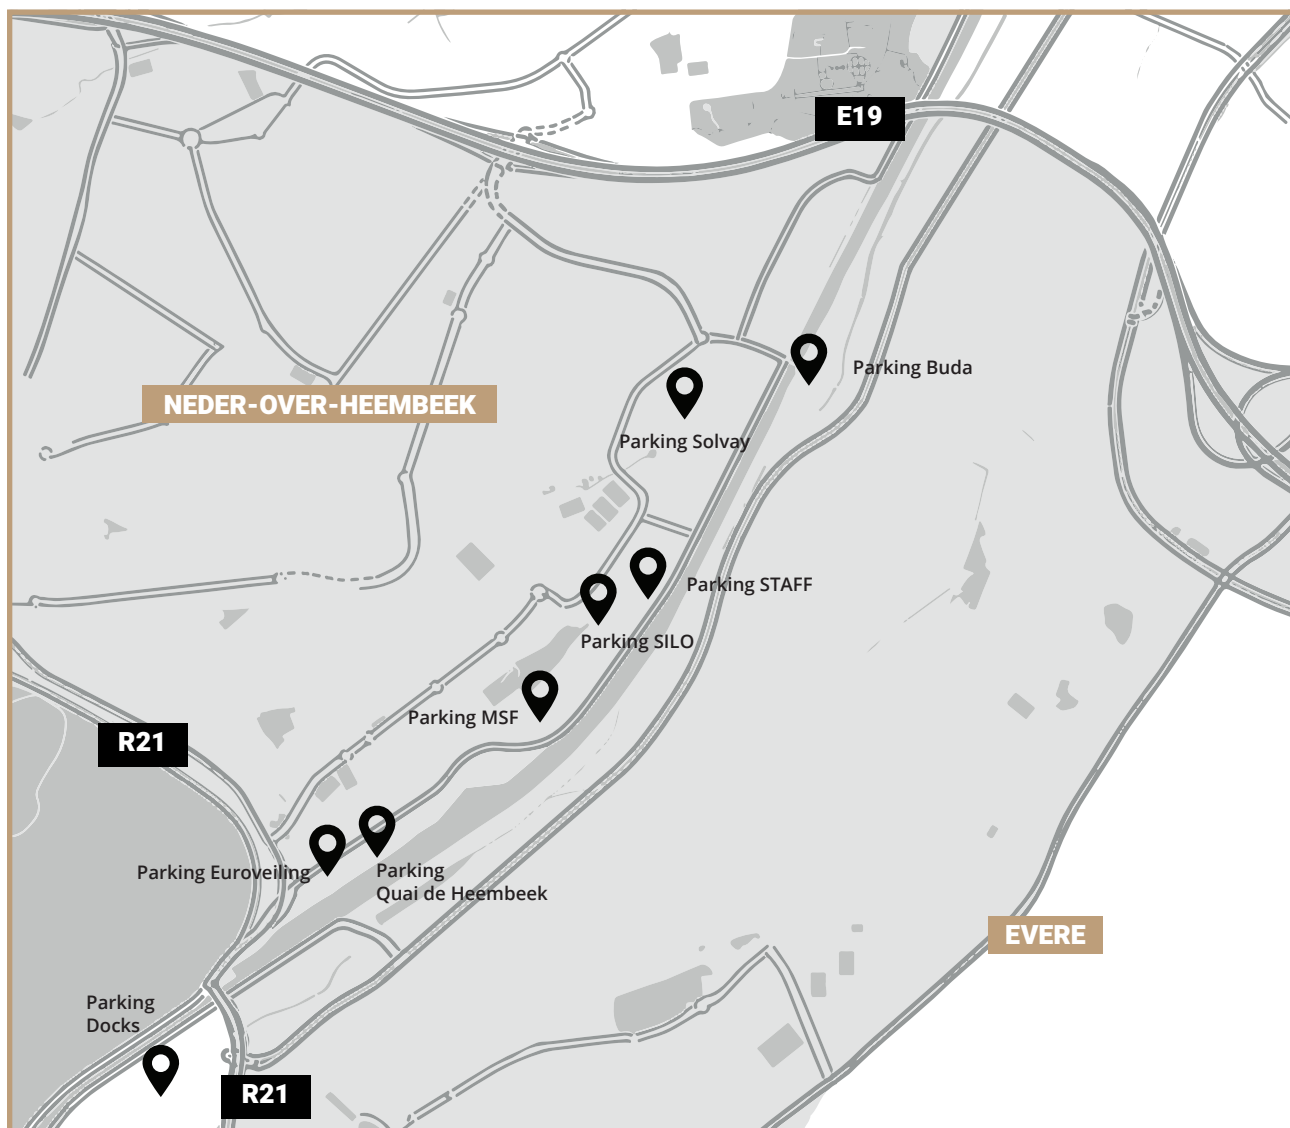 E19
Parking Buda
NEDER-OVER-HEEMBEEK
Parking Solvay
Parking STAFF
Parking SILO
Parking MSF
R21
Parking Euroveiling
Parking
Quai de Heembeek
EVERE
Parking
Docks
R21